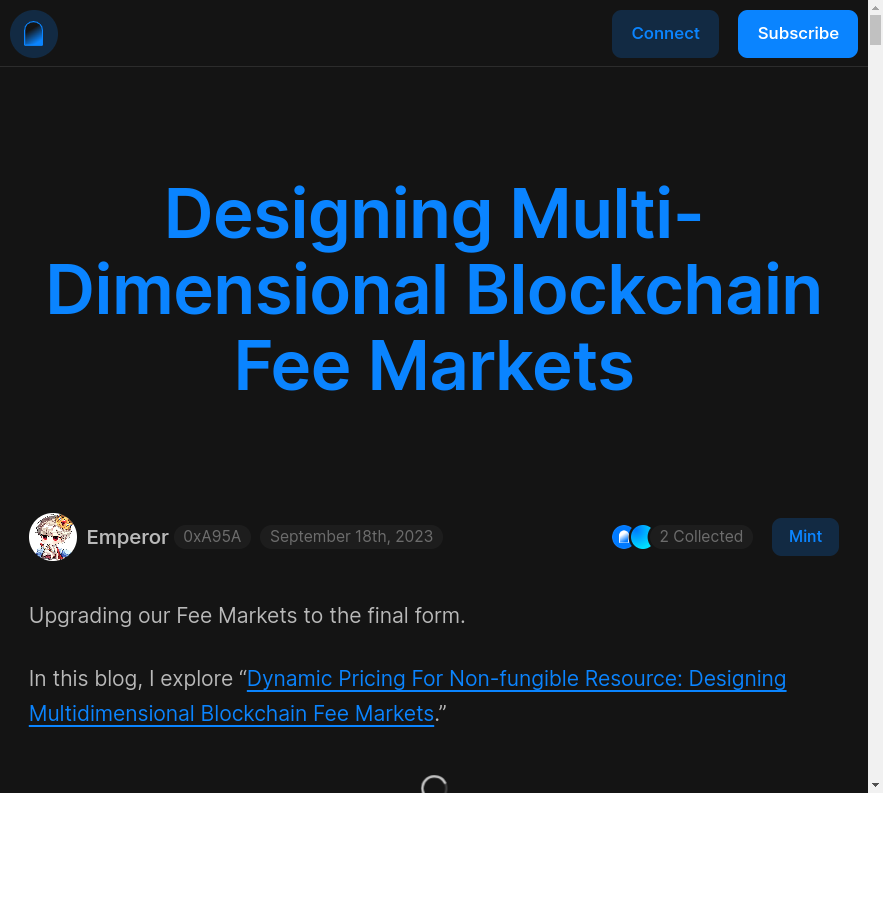 Connect
Subscribe
Designing Multi-
Dimensional Blockchain
Fee Markets
Emperor
0xA95A
September 18th, 2023
2 Collected
Mint
Upgrading our Fee Markets to the final form.
In this blog, I explore “Dynamic Pricing For Non-fungible Resource: Designing
Multidimensional Blockchain Fee Markets.”